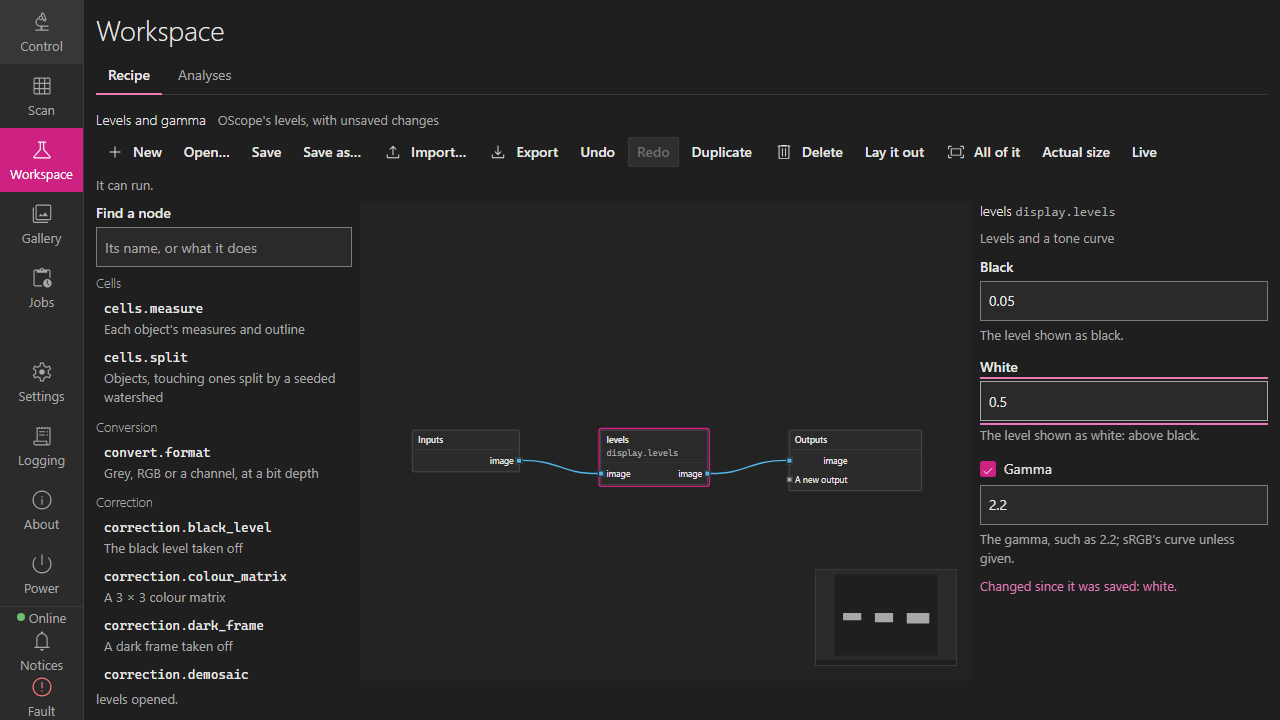 Control
Scan
Workspace
Gallery
Jobs
Settings
Logging
About
Power
Online
Notices
Fault
Workspace
Recipe Analyses
Levels and gamma OScope's levels, with unsaved changes
New Open... Save Save as... Import... Export Undo Redo Duplicate Delete Lay it out All of it Actual size Live
It can run.
Find a node
Its name, or what it does
Cells
cells.measure
Each object's measures and outline
cells.split
Objects, touching ones split by a seeded
watershed
Conversion
convert.format
Grey, RGB or a channel, at a bit depth
Correction
correction.black_level
The black level taken off
correction.colour_matrix
A 3 × 3 colour matrix
correction.dark_frame
A dark frame taken off
correction.demosaic
levels opened.
Inputs
image
levels
display.levels
image image
Outputs
image
A new output
levels display.levels
Levels and a tone curve
Black
0.05
The level shown as black.
White
0.5
The level shown as white: above black.
Gamma
2.2
The gamma, such as 2.2; sRGB's curve unless
given.
Changed since it was saved: white.